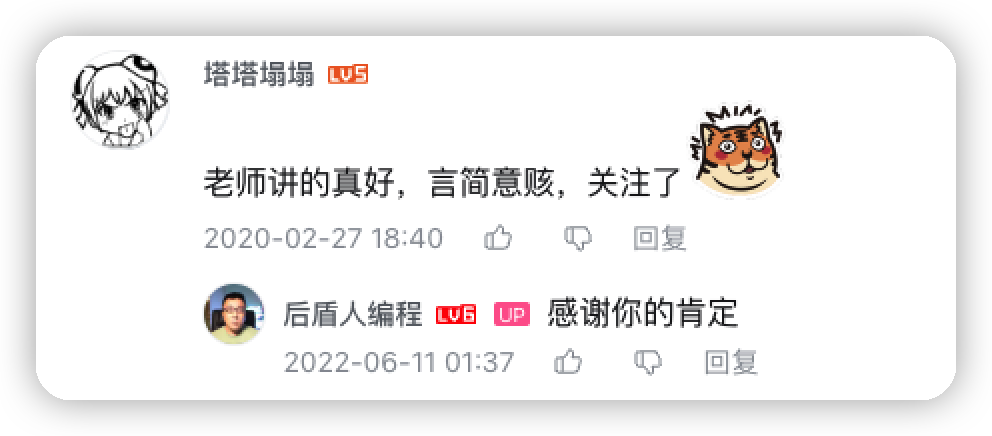 塔塔塌塌 LV5
老师讲的真好，言简意赅，关注了
2020-02-27 18:40 回复
后盾人编程 LV6 UP 感谢你的肯定
2022-06-11 01:37 回复